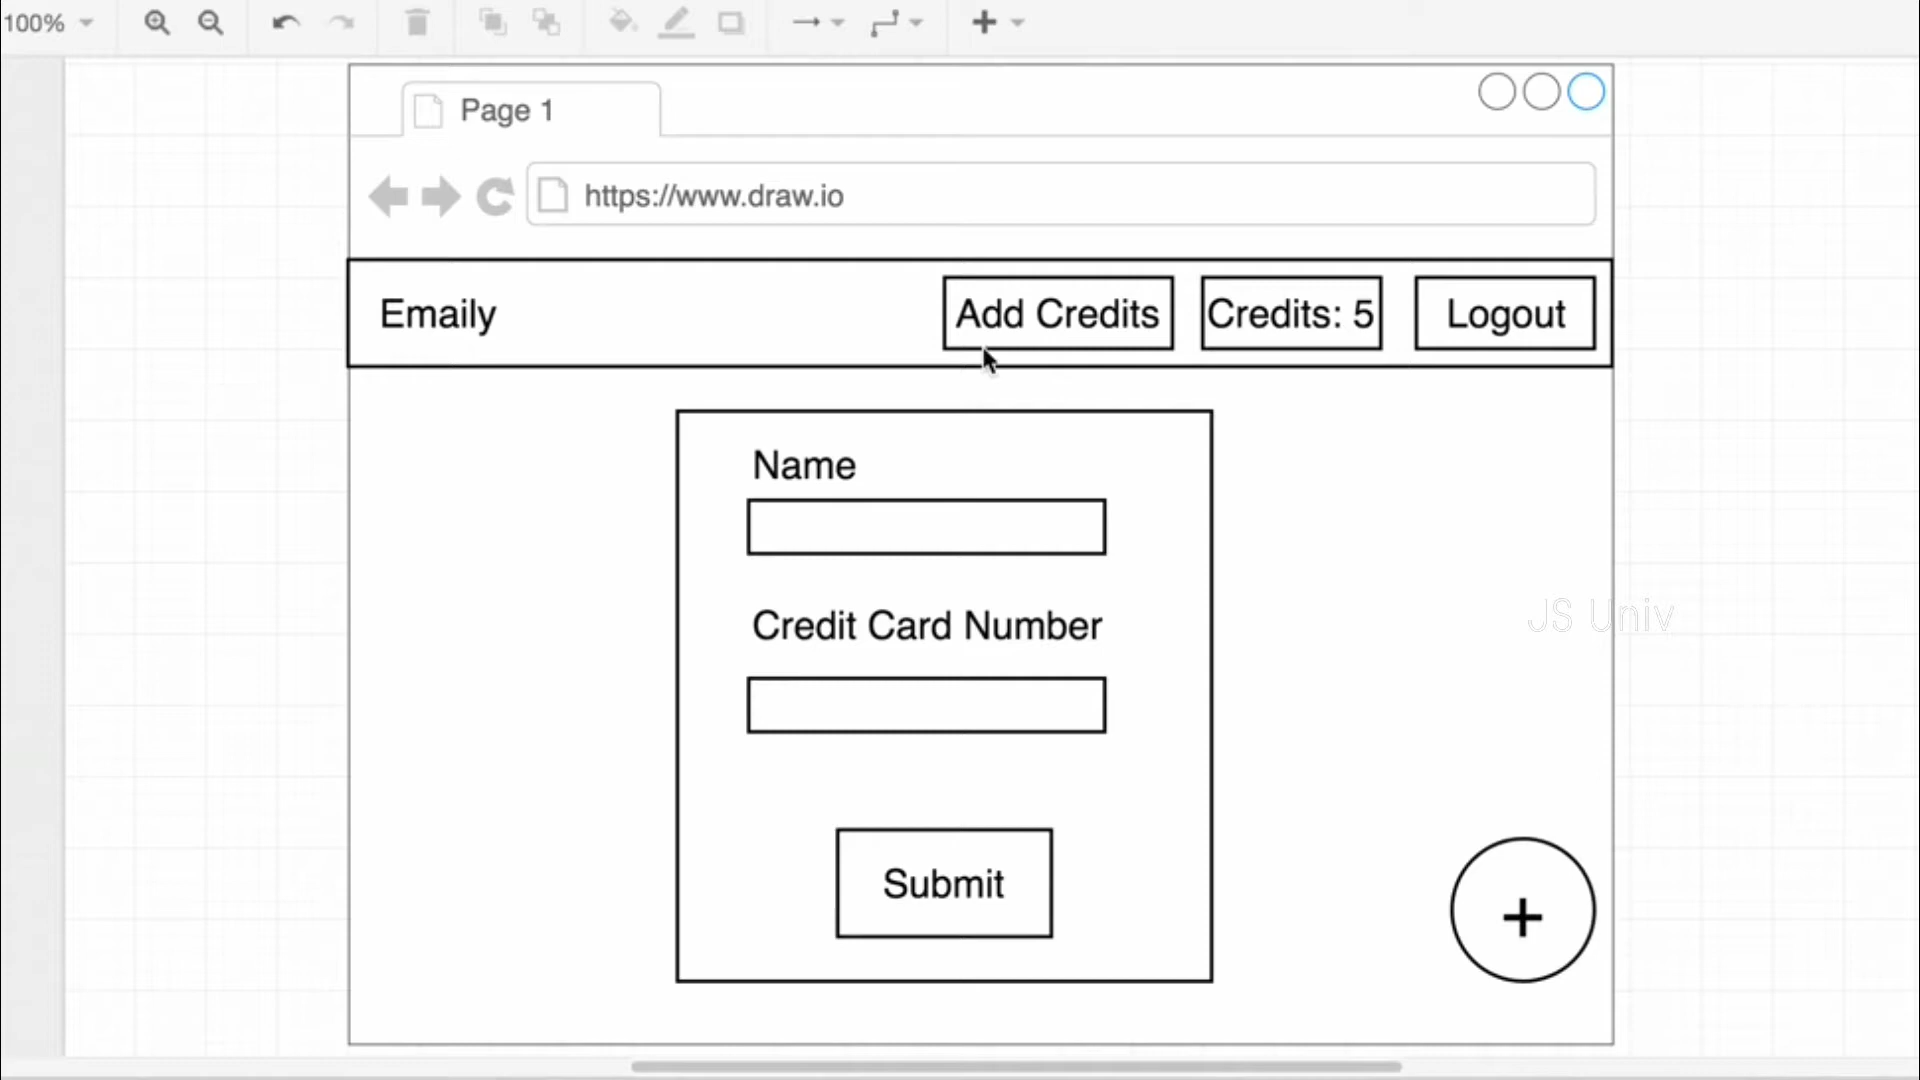 100%
Page 1
https://www.draw.io
Emaily
Add Credits
Credits: 5
Logout
Name
Credit Card Number
JS Univ
Submit
+